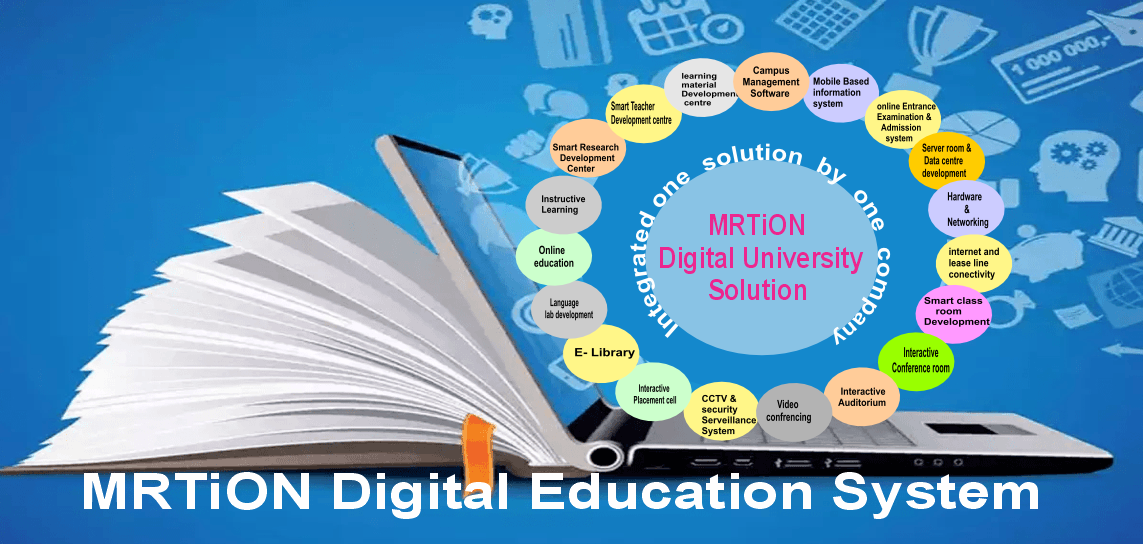 1 000 000,-
Campus
Management
Software
Mobile Based
information
system
online Entrance
Examination &
Admission
system
Server room &
Data centre
development
Hardware
&
Networking
internet and
lease line
conectivity
Smart class
room
Development
Interactive
Conference room
Interactive
Auditorium
Video
confrencing
CCTV &
security
Serveillance
System
Interactive
Placement cell
E- Library
Language
lab development
Online
education
Instructive
Learning
Smart Research
Development
Center
Smart Teacher
Development centre
learning
material
Development
centre
Integrated one solution by one company
MRTiON
Digital University
Solution
MRTiON Digital Education System